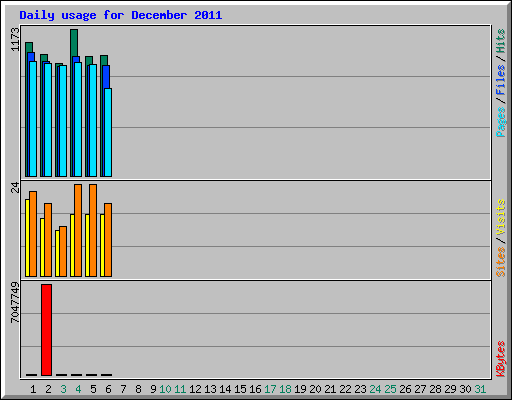 Daily usage for December 2011
1173
24
7047749
Pages/Files/Hits
Sites/Visits
KBytes
1 2 3 4 5 6 7 8 9 10 11 12 13 14 15 16 17 18 19 20 21 22 23 24 25 26 27 28 29 30 31